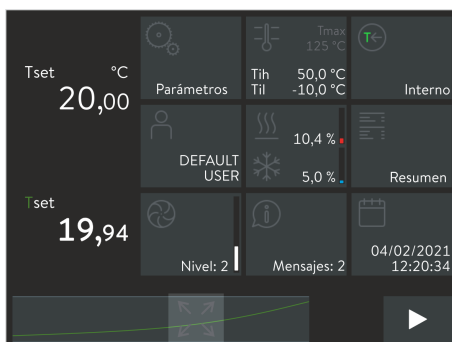 Tset °C
20,00
Tset
19,94
Parámetros
Tmax
125 °C
Tih 50,0 °C
Til -10,0 °C
T←
Interno
DEFAULT
USER
10,4 %
5,0 %
Resumen
Nivel: 2
Mensajes: 2
04/02/2021
12:20:34